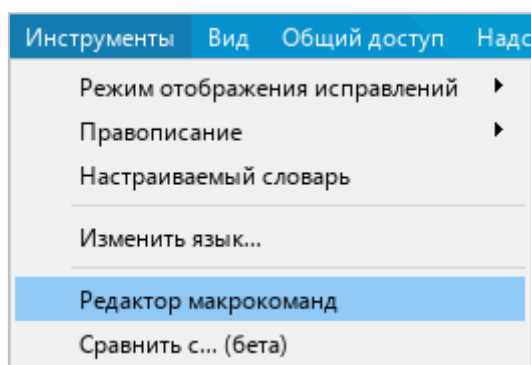 Инструменты Вид Общий доступ
Режим отображения исправлений
Правописание
Настраиваемый словарь
Изменить язык...
Редактор макрокоманд
Сравнить с... (бета)